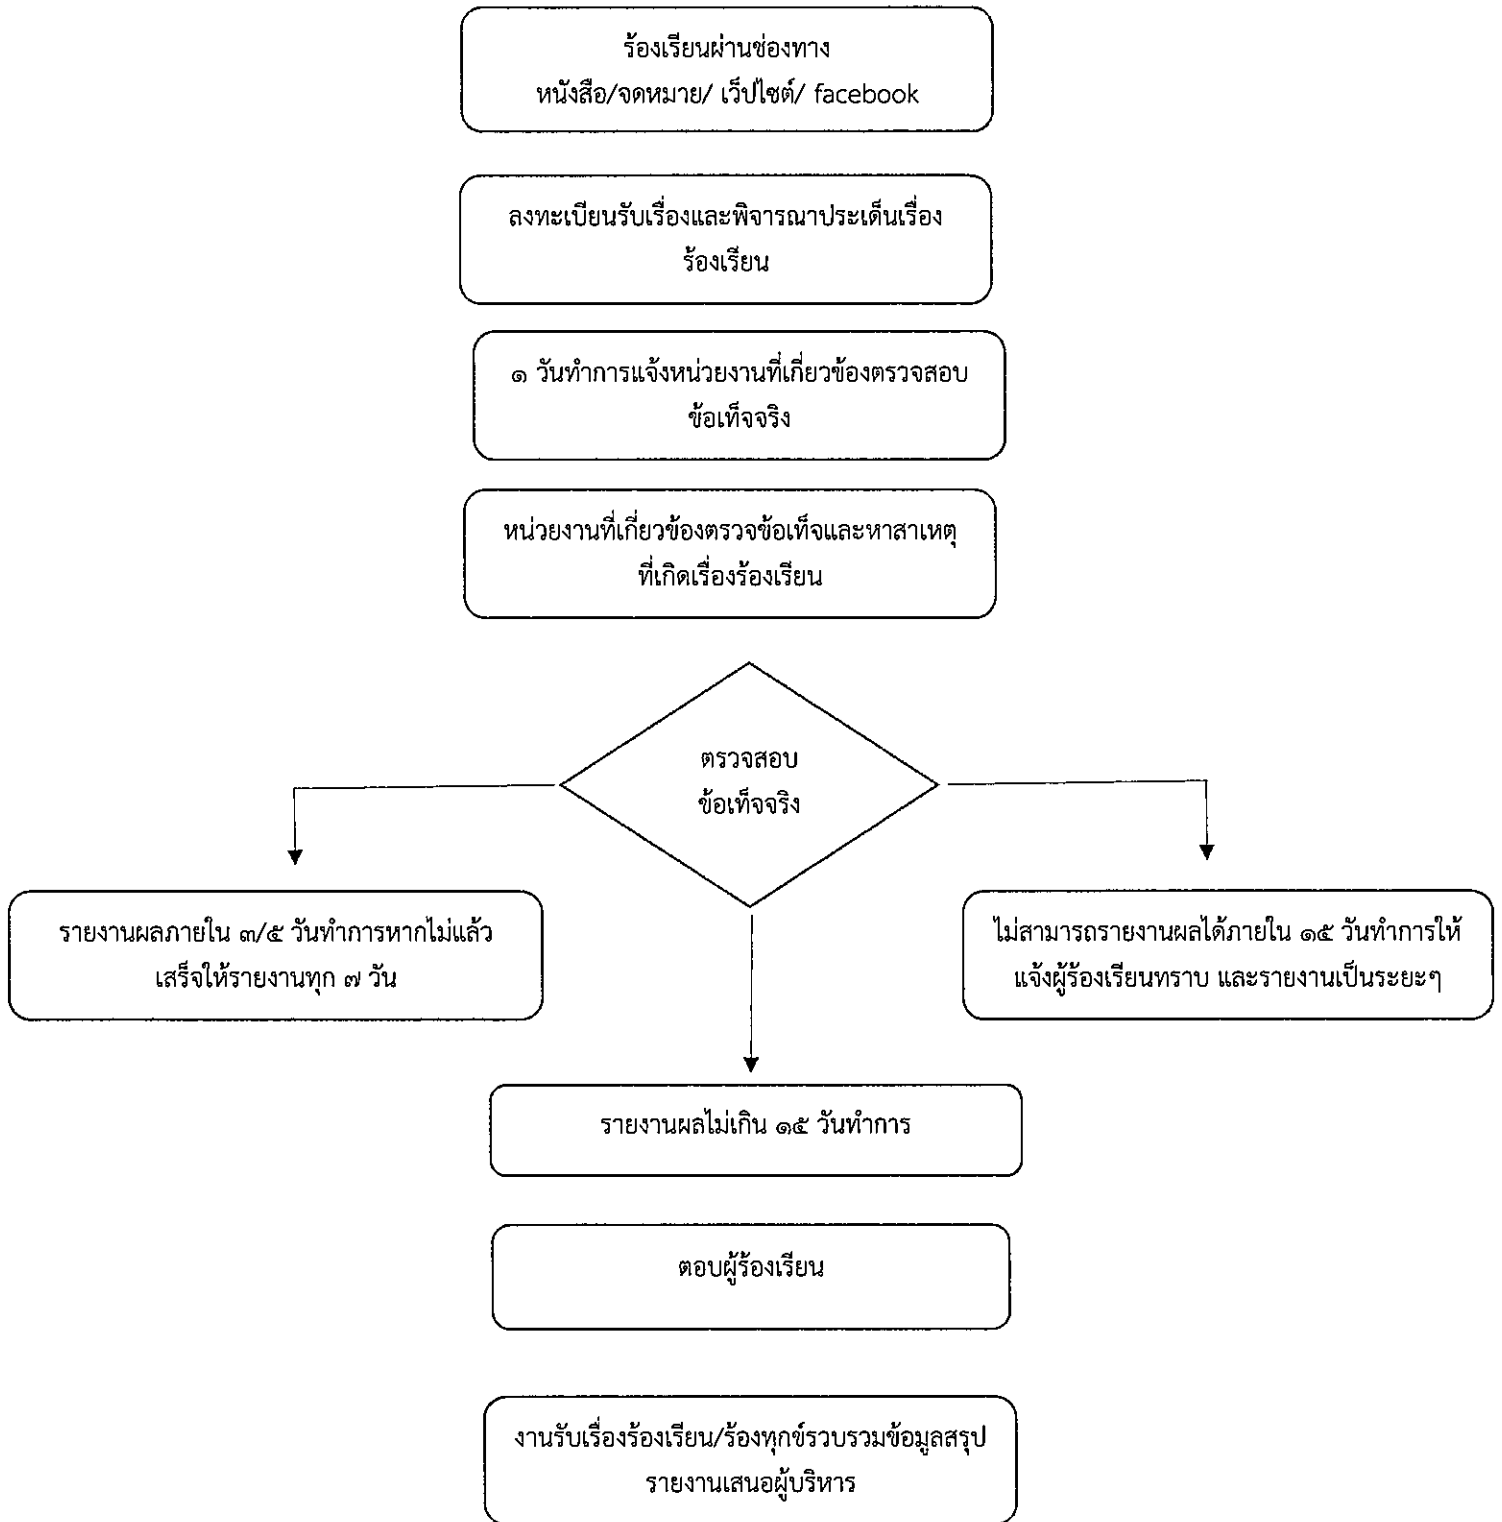 ร้องเรียนผ่านช่องทาง
หนังสือ/จดหมาย/ เว็ปไซต์/ facebook
ลงทะเบียนรับเรื่องและพิจารณาประเด็นเรื่อง
ร้องเรียน
๑ วันทำการแจ้งหน่วยงานที่เกี่ยวข้องตรวจสอบ
ข้อเท็จจริง
หน่วยงานที่เกี่ยวข้องตรวจข้อเท็จและหาสาเหตุ
ที่เกิดเรื่องร้องเรียน
ตรวจสอบ
ข้อเท็จจริง
รายงานผลภายใน ๓/๕ วันทำการหากไม่แล้ว
เสร็จให้รายงานทุก ๗ วัน
ไม่สามารถรายงานผลได้ภายใน ๑๕ วันทำการให้
แจ้งผู้ร้องเรียนทราบ และรายงานเป็นระยะๆ
รายงานผลไม่เกิน ๑๕ วันทำการ
ตอบผู้ร้องเรียน
งานรับเรื่องร้องเรียน/ร้องทุกข์รวบรวมข้อมูลสรุป
รายงานเสนอผู้บริหาร